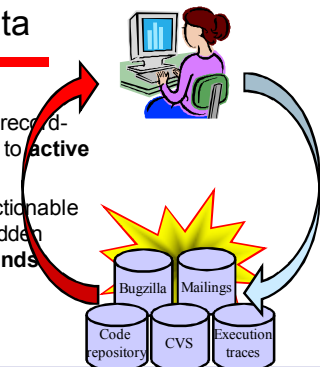 ta
record-
to active
ctionable
dden
nds
Bugzilla
Mailings
Code
repository
CVS
Execution
traces